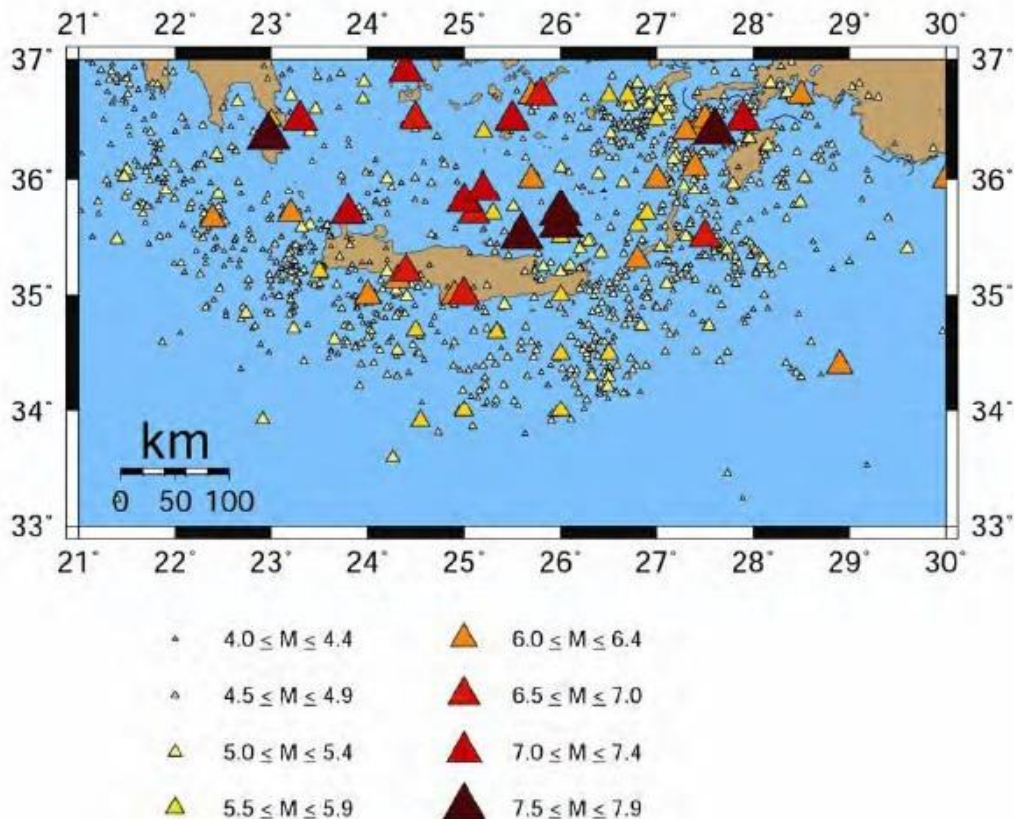 21° 22° 23° 24° 25° 26° 27° 28° 29° 30°
37° 37°
36° 36°
35° 35°
34° 34°
km
0 50 100
33° 33°
21 22 23 24 25 26 27 28 29 30
4.0 ≤ M ≤ 4.4 6.0 ≤ M ≤ 6.4
4.5 ≤ M ≤ 4.9 6.5 ≤ M ≤ 7.0
5.0 ≤ M ≤ 5.4 7.0 ≤ M ≤ 7.4
5.5 ≤ M ≤ 5.9 7.5 ≤ M ≤ 7.9